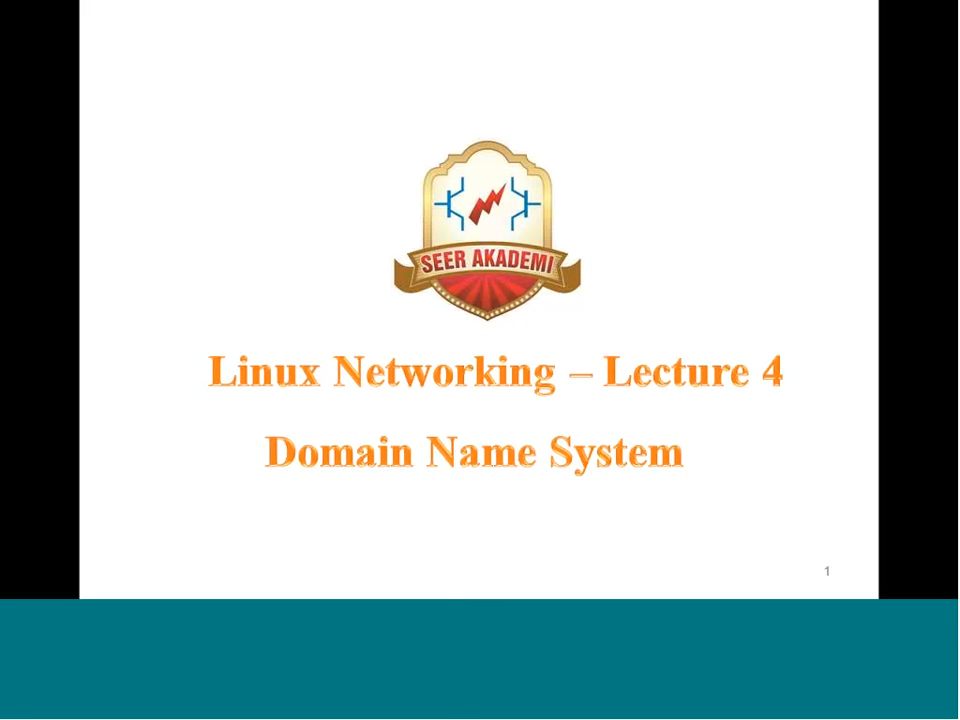 SEER AKADEMI
Linux Networking – Lecture 4
Domain Name System
1